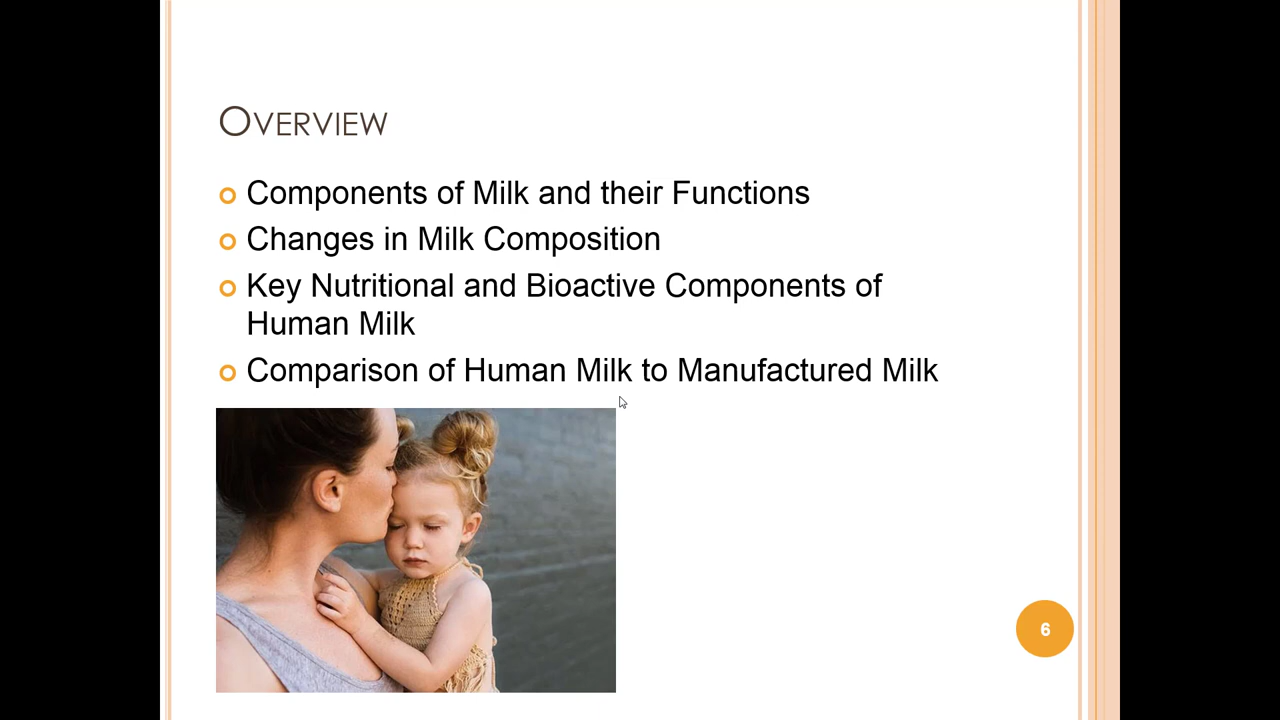 Overview
Components of Milk and their Functions
Changes in Milk Composition
Key Nutritional and Bioactive Components of
Human Milk
Comparison of Human Milk to Manufactured Milk
6